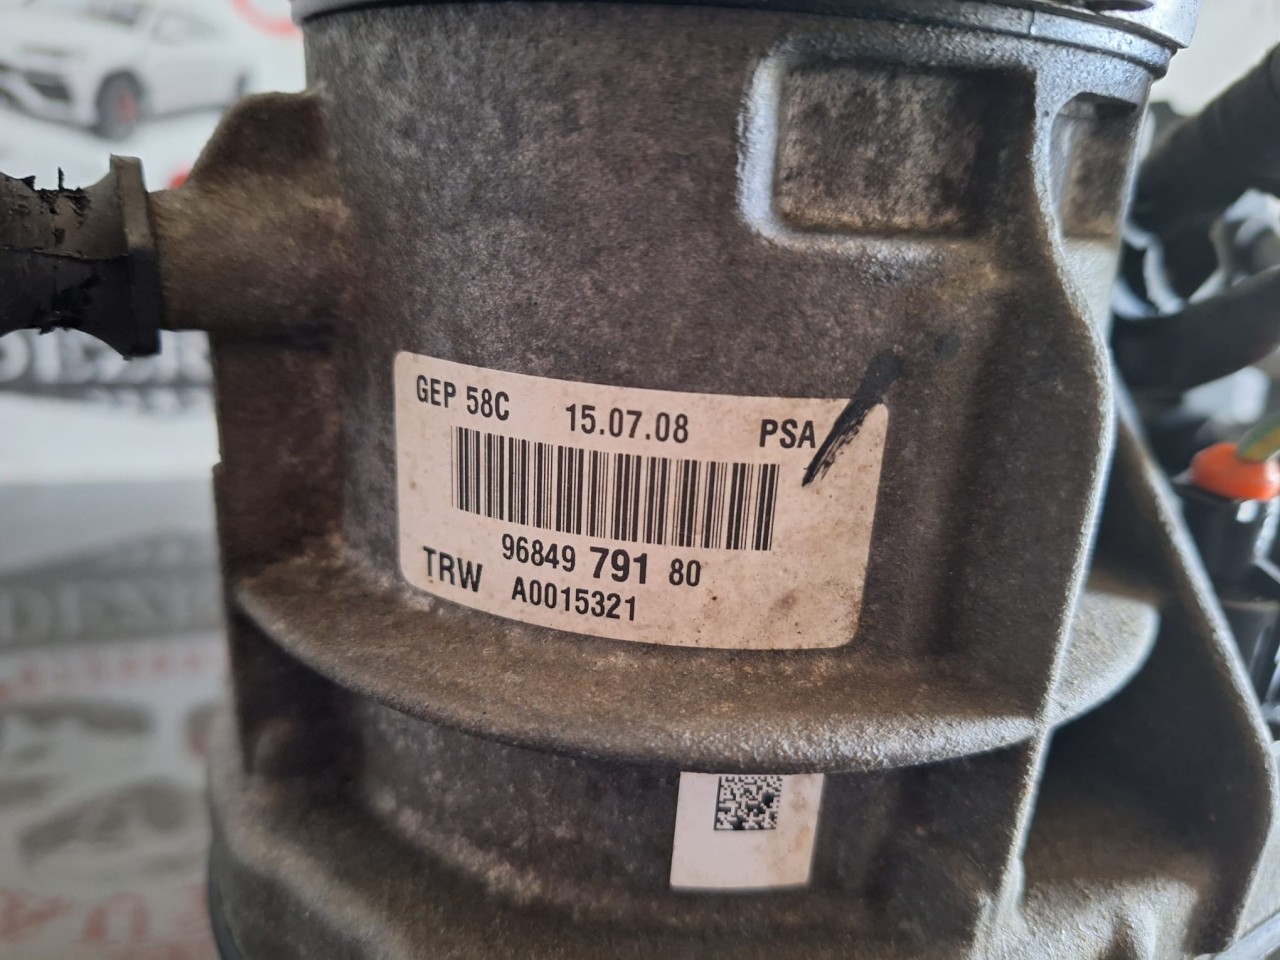 GEP 58C 15.07.08 PSA
96849 791 80
TRW A0015321